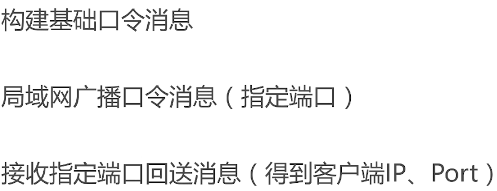 构建基础口令消息
局域网广播口令消息（指定端口）
接收指定端口回送消息（得到客户端IP、Port）